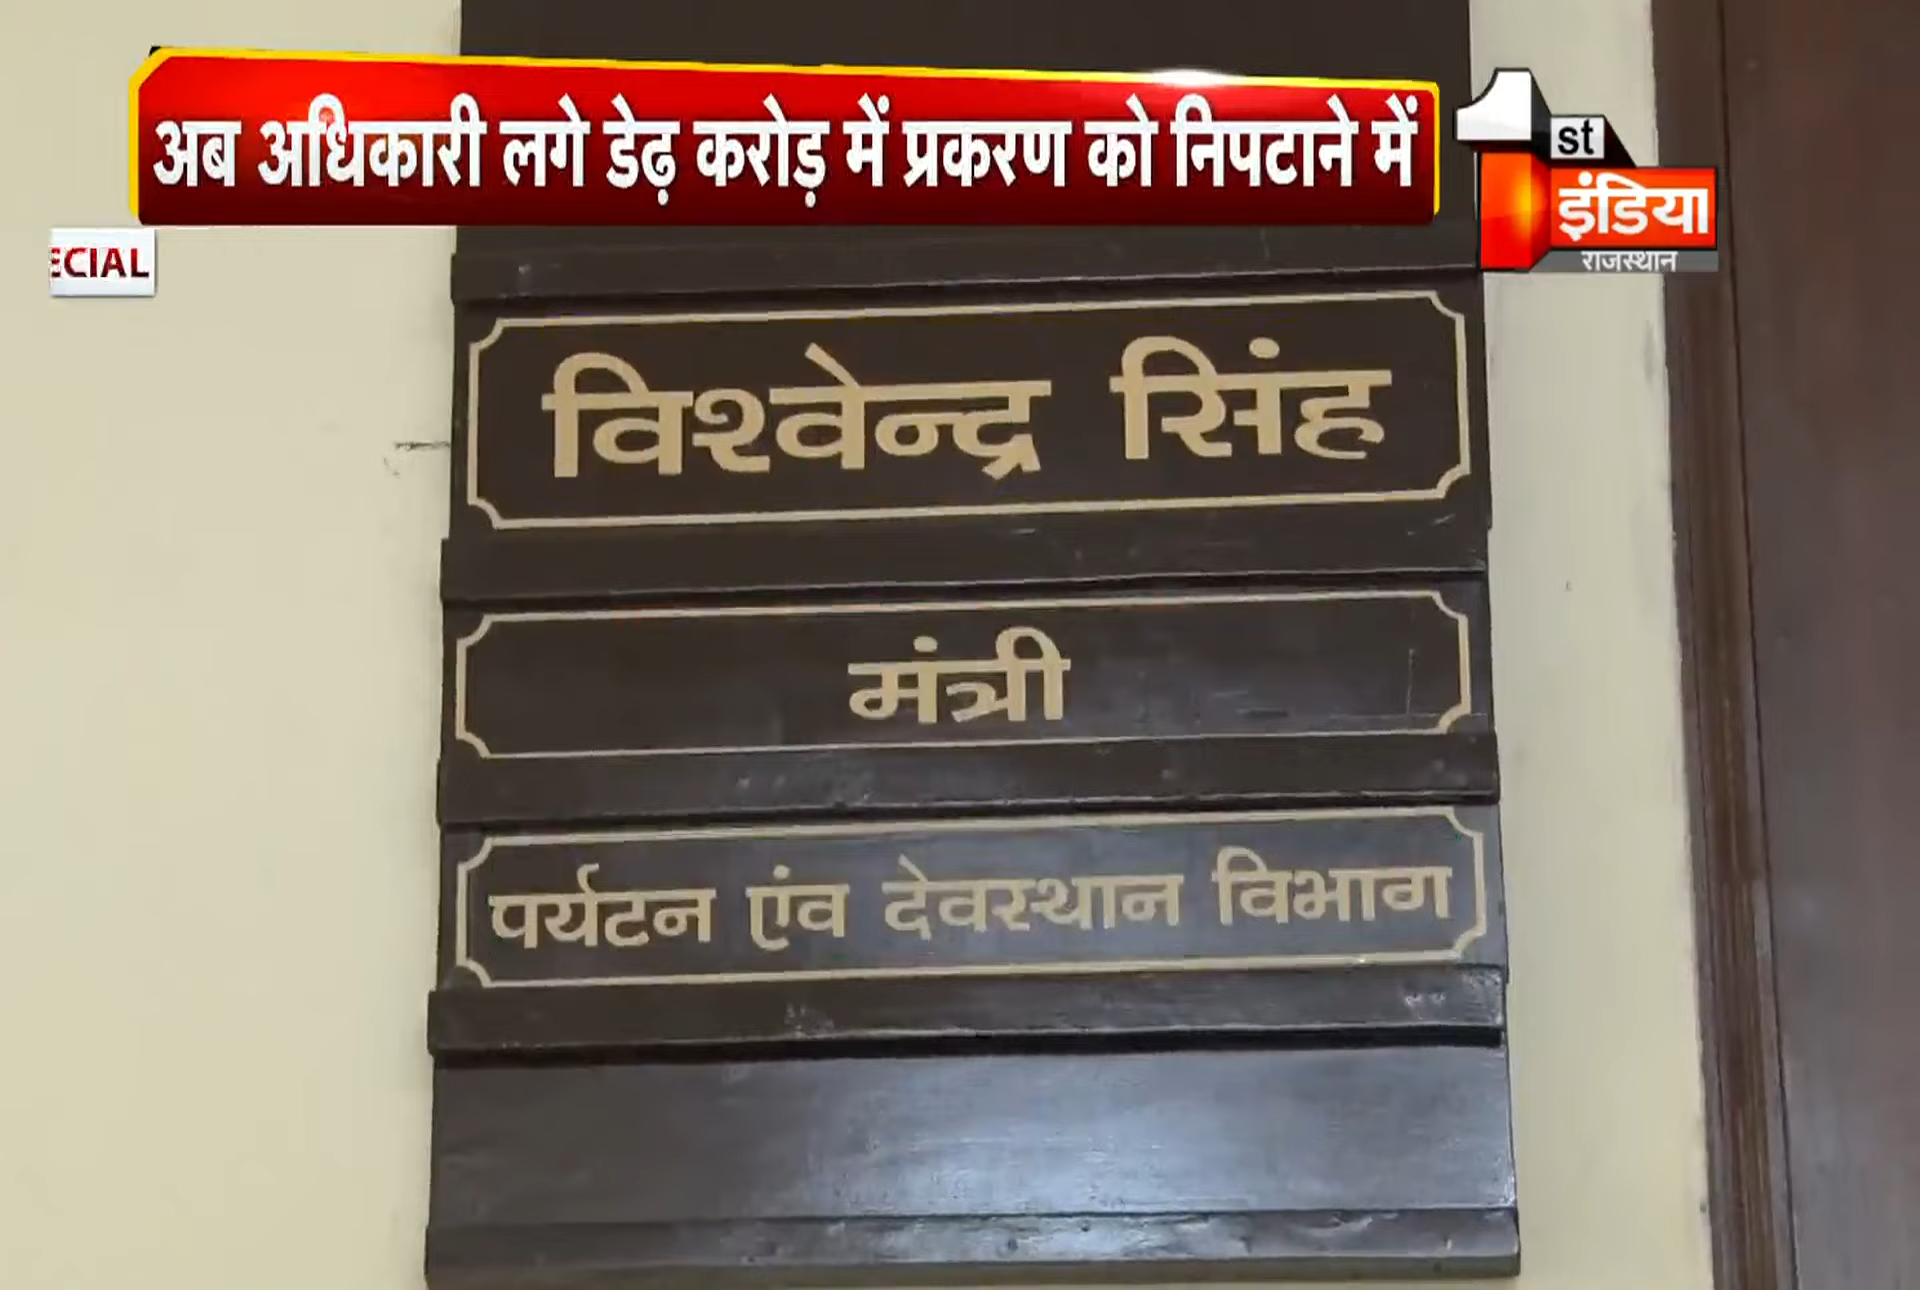 अब अधिकारी लगे डेढ़ करोड़ में प्रकरण को निपटाने में
1st
इंडिया
राजस्थान
ECIAL
विश्वेन्द्र सिंह
मंत्री
पर्यटन एंव देवस्थान विभाग